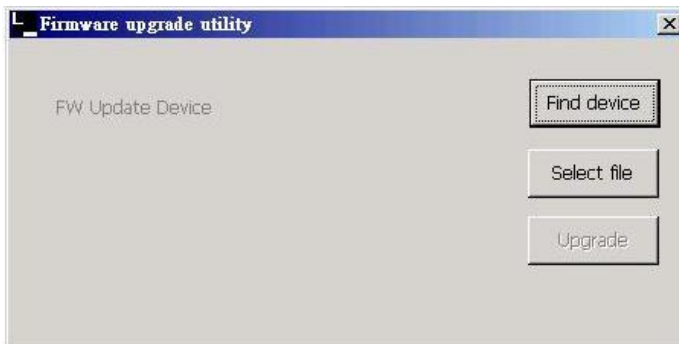 Firmware upgrade utility
FW Update Device
Find device
Select file
Upgrade